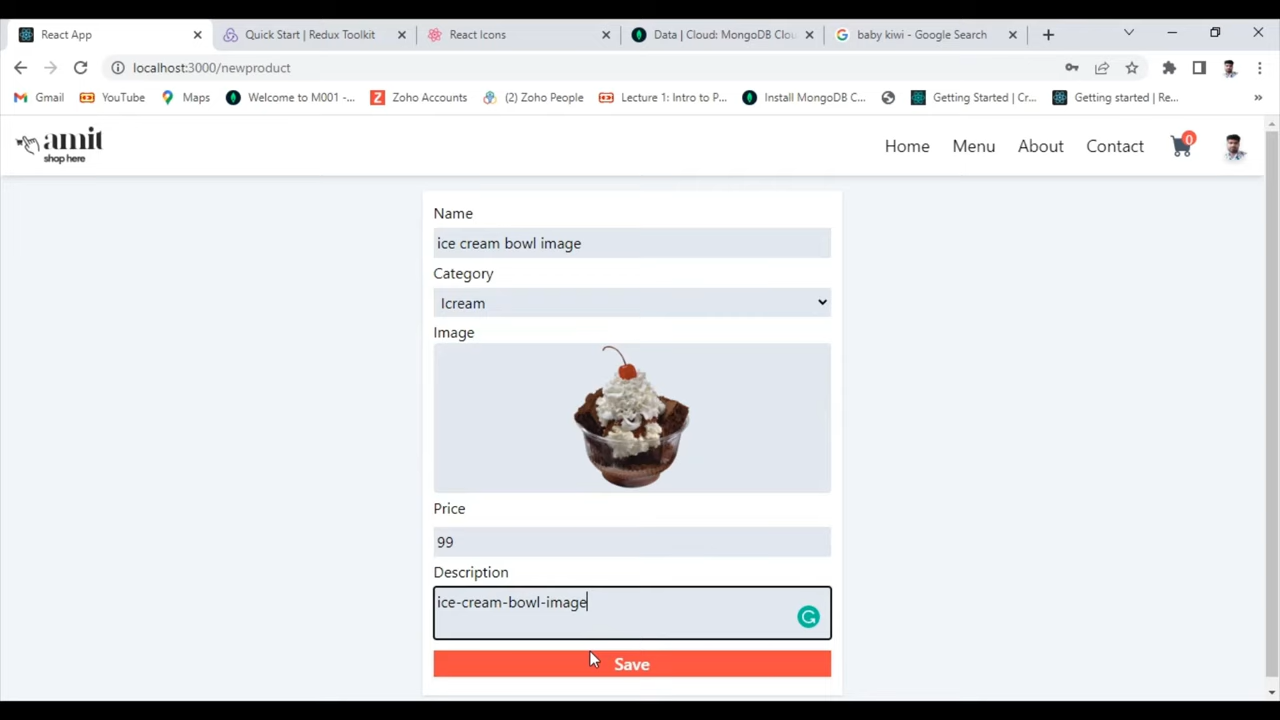 React App
Quick Start | Redux Toolkit
React Icons
Data | Cloud: MongoDB Clou
baby kiwi - Google Search
localhost:3000/newproduct
Gmail
YouTube
Maps
Welcome to M001 -...
Zoho Accounts
(2) Zoho People
Lecture 1: Intro to P...
Install MongoDB C...
Getting Started | Cr...
Getting started | Re...
amit
shop here
Home
Menu
About
Contact
0
Name
ice cream bowl image
Category
Icream
Image
Price
99
Description
ice-cream-bowl-image
Save